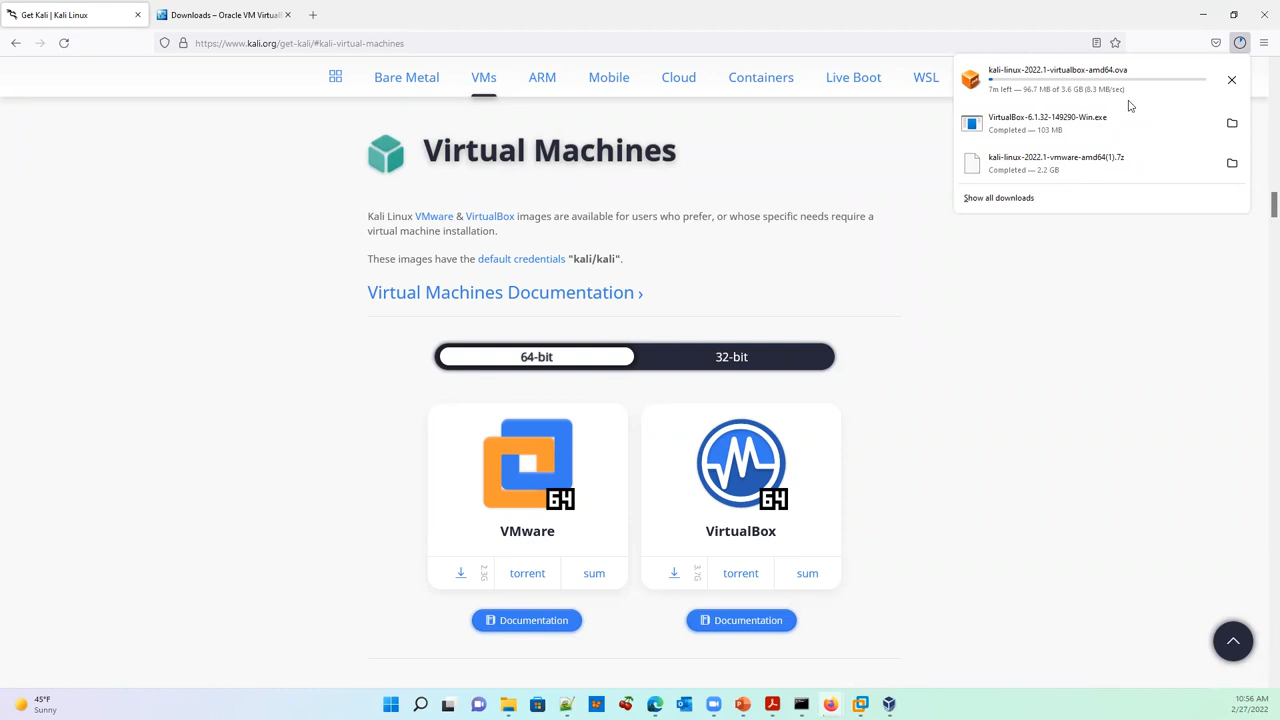 Get Kali | Kali Linux
Downloads – Oracle VM VirtualB
https://www.kali.org/get-kali/#kali-virtual-machines
Bare Metal
VMs
ARM
Mobile
Cloud
Containers
Live Boot
WSL
kali-linux-2022.1-virtualbox-amd64.ova
7m left — 96.7 MB of 3.6 GB (8.3 MB/sec)
VirtualBox-6.1.32-149290-Win.exe
Completed — 103 MB
kali-linux-2022.1-vmware-amd64(1).7z
Completed — 2.2 GB
Show all downloads
Virtual Machines
Kali Linux VMware & VirtualBox images are available for users who prefer, or whose specific needs require a
virtual machine installation.
These images have the default credentials "kali/kali".
Virtual Machines Documentation ›
64-bit
32-bit
64
VMware
2.3G
torrent
sum
Documentation
64
VirtualBox
3.7G
torrent
sum
Documentation
45°F
Sunny
10:56 AM
2/27/2022